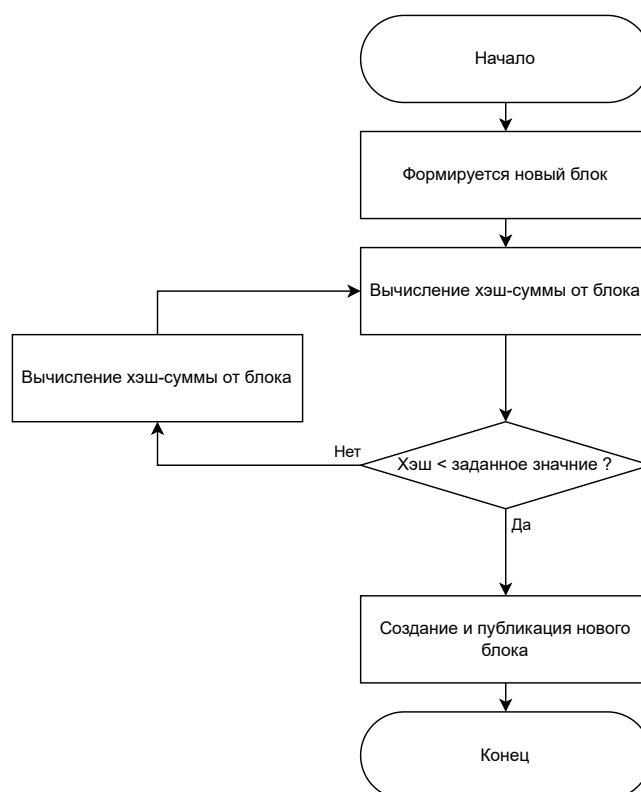 Начало
Формируется новый блок
Вычисление хэш-суммы от блока
Вычисление хэш-суммы от блока
Нет
Хэш < заданное значние ?
Да
Создание и публикация нового
блока
Конец